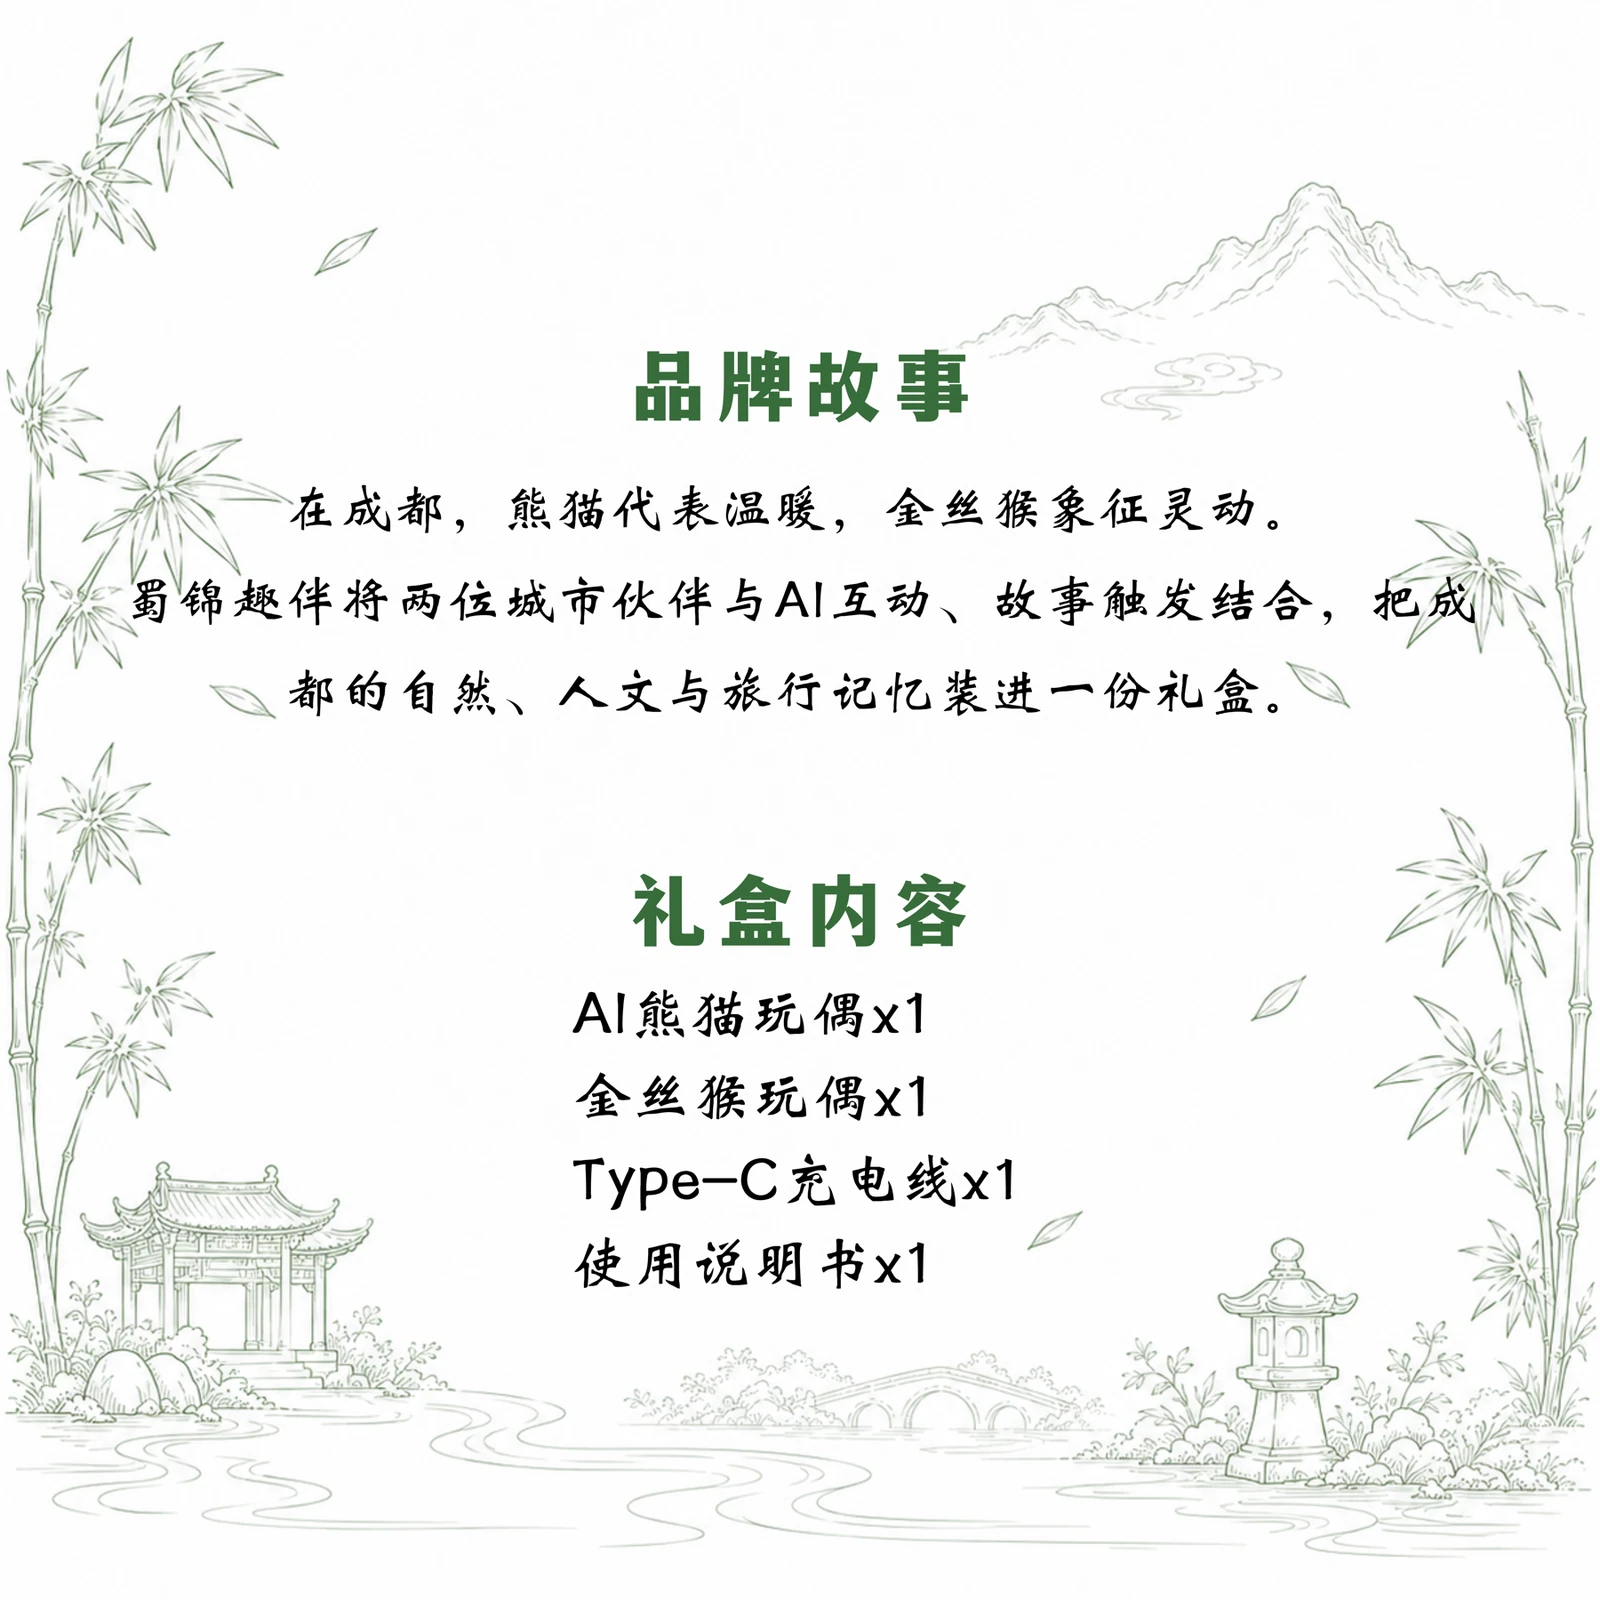 品牌故事
在成都，熊猫代表温暖，金丝猴象征灵动。
蜀锦趣伴将两位城市伙伴与AI互动、故事触发结合，把成
都的自然、人文与旅行记忆装进一份礼盒。
礼盒内容
AI熊猫玩偶x1
金丝猴玩偶x1
Type-C充电线x1
使用说明书x1